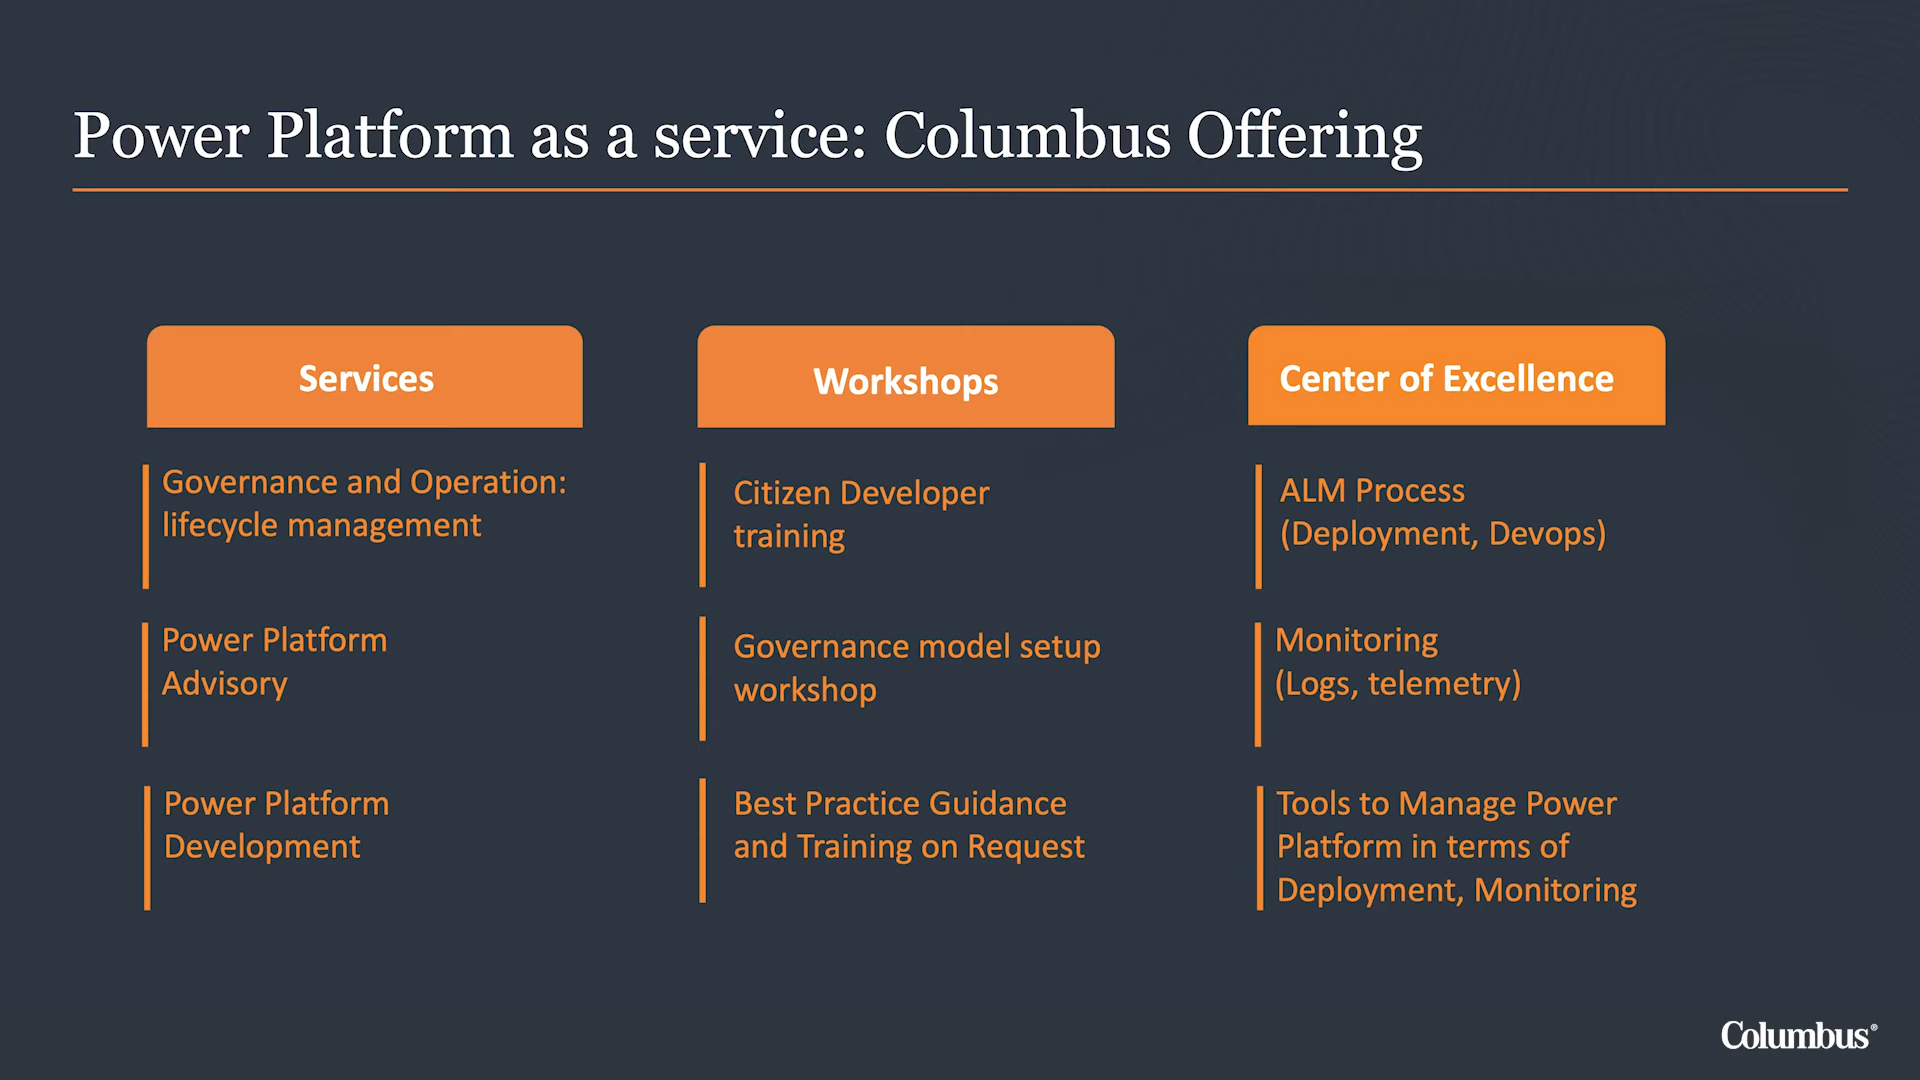 Power Platform as a service: Columbus Offering
Services
Governance and Operation:
lifecycle management
Power Platform
Advisory
Power Platform
Development
Workshops
Citizen Developer
training
Governance model setup
workshop
Best Practice Guidance
and Training on Request
Center of Excellence
ALM Process
(Deployment, Devops)
Monitoring
(Logs, telemetry)
Tools to Manage Power
Platform in terms of
Deployment, Monitoring
Columbus®